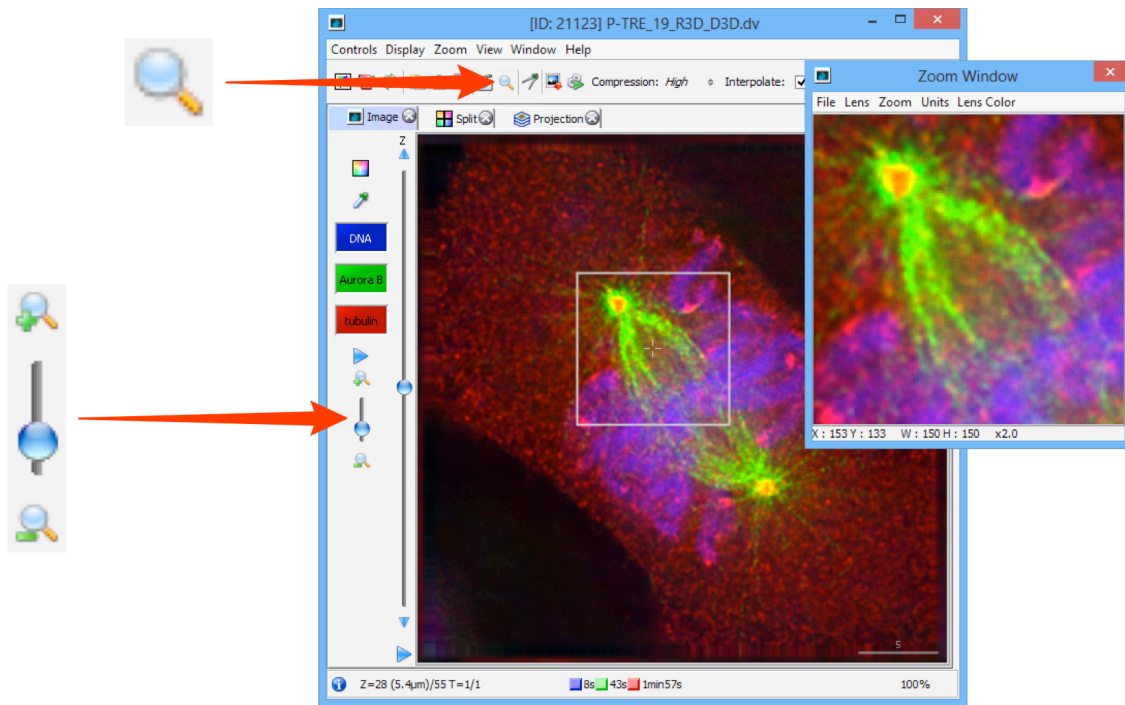 [ID: 21123] P-TRE_19_R3D_D3D.dv
Controls Display Zoom View Window Help
Compression: High Interpolate:
Image Split Projection
Z
DNA
Aurora B
tubulin
5
Z=28 (5.4µm)/55 T=1/1 8s 43s 1min57s 100%
Zoom Window
File Lens Zoom Units Lens Color
X : 153 Y : 133 W : 150 H : 150 x2.0